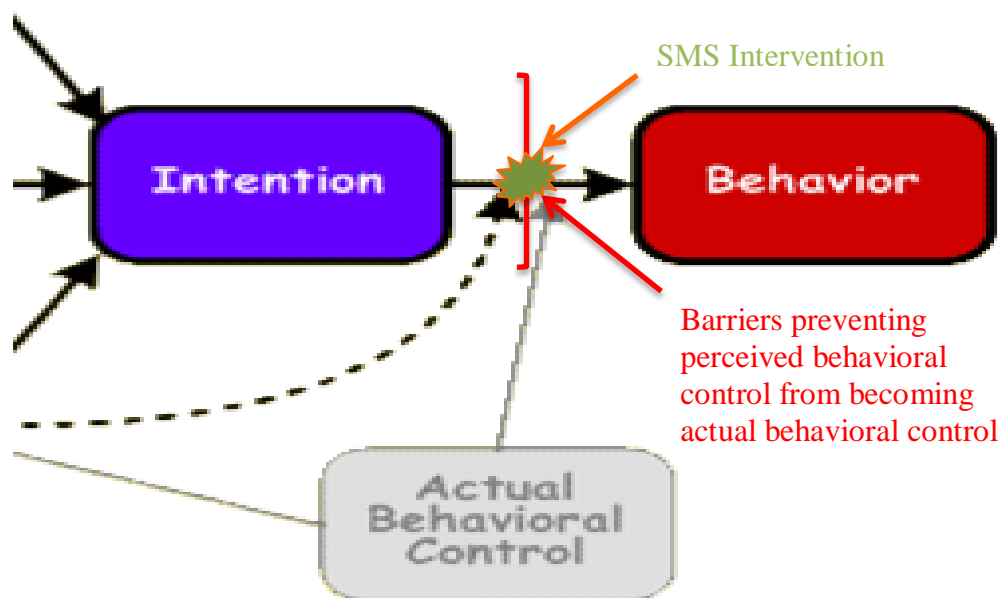 SMS Intervention
Intention
Behavior
Barriers preventing
perceived behavioral
control from becoming
actual behavioral control
Actual
Behavioral
Control